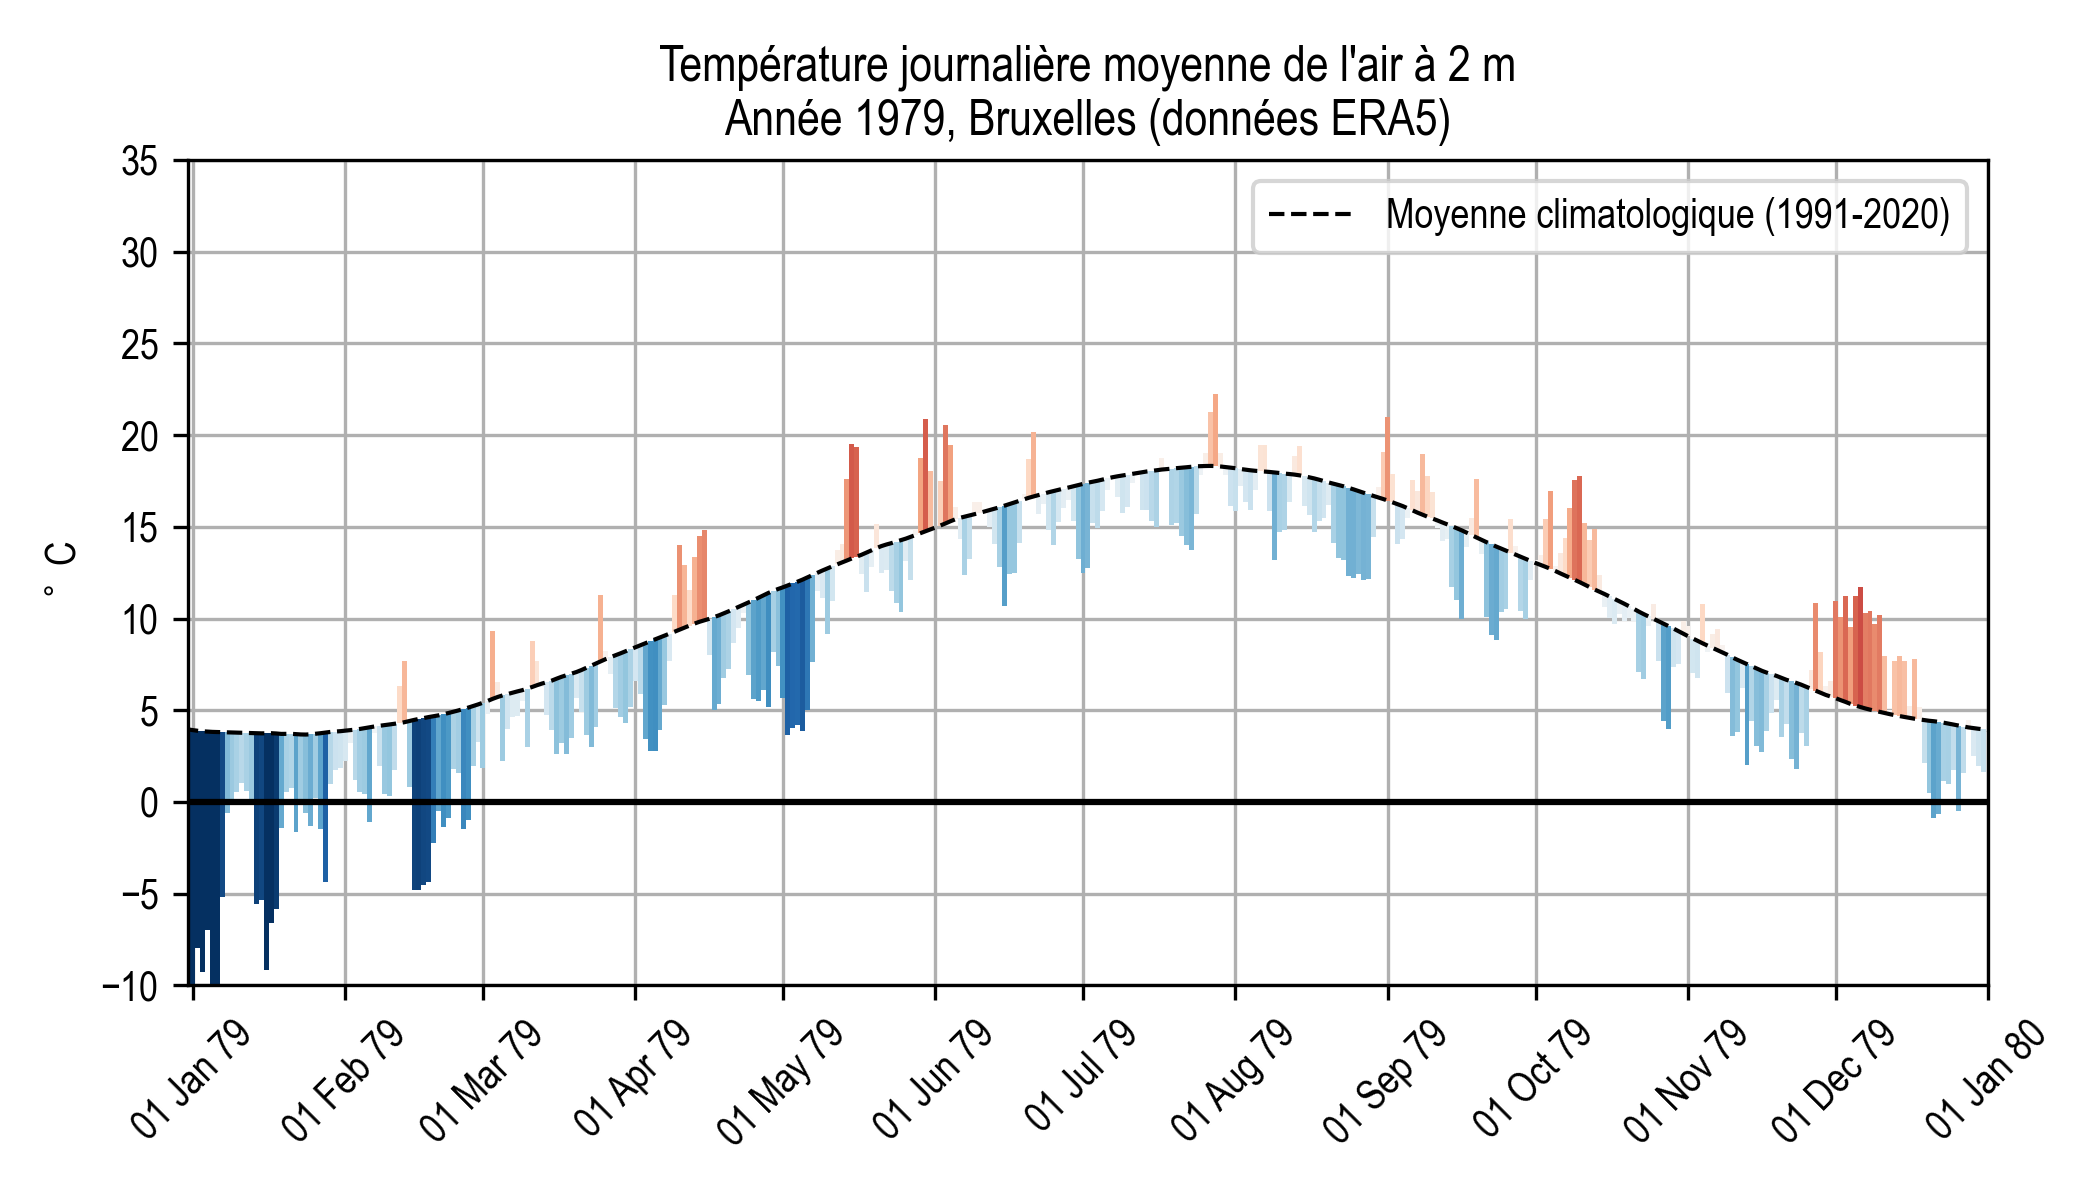 Température journalière moyenne de l'air à 2 m
Année 1979, Bruxelles (données ERA5)
Moyenne climatologique (1991-2020)
° C
35
30
25
20
15
10
5
0
−5
−10
01 Jan 79
01 Feb 79
01 Mar 79
01 Apr 79
01 May 79
01 Jun 79
01 Jul 79
01 Aug 79
01 Sep 79
01 Oct 79
01 Nov 79
01 Dec 79
01 Jan 80